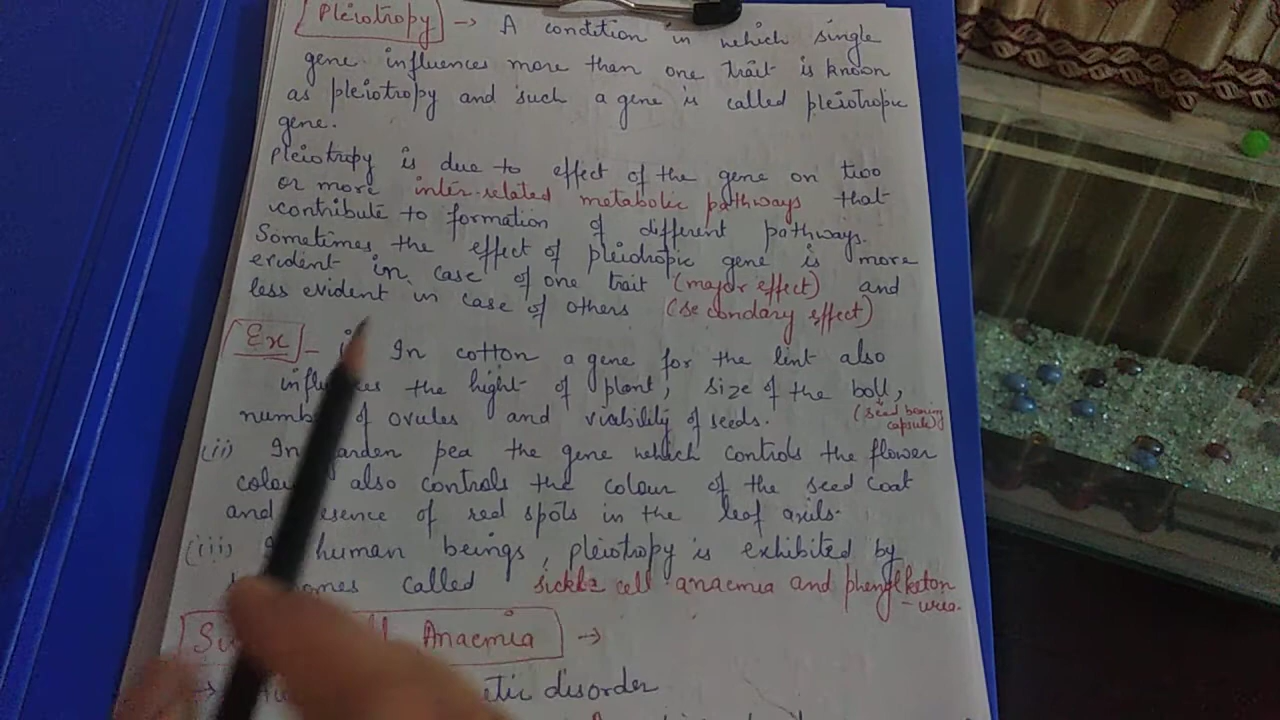 Pleiotropy → A condition in which single
gene influences more than one trait is known
as pleiotropy and such a gene is called pleiotropic
gene.
Pleiotropy is due to effect of the gene on two
or more inter-related metabolic pathways that
contribute to formation of different pathways.
Sometimes the effect of pleiotropic gene is more
evident in case of one trait (major effect) and
less evident in case of others (secondary effect)
Ex - In cotton a gene for the lint also
the hight of plant, size of the boll,
of ovules and viability of seeds. (seed bearing
capsule)
(ii) In pea the gene which controls the flower
also controls the colour of the seed coat
and of red spots in the leaf axils.
(iii) human beings, pleiotropy is exhibited by
called sickle cell anaemia and phenylketon
-urea.
Anaemia →
→ disorder